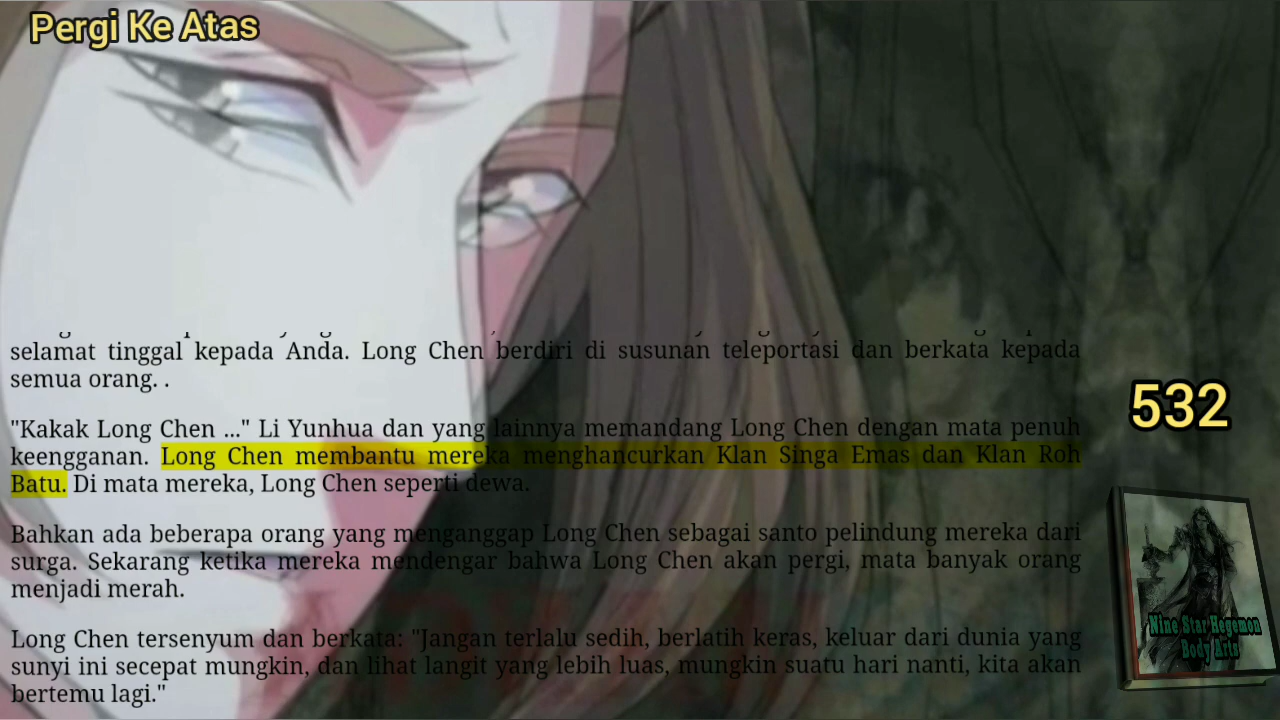 Pergi Ke Atas
selamat tinggal kepada Anda. Long Chen berdiri di susunan teleportasi dan berkata kepada
semua orang. .
"Kakak Long Chen ..." Li Yunhua dan yang lainnya memandang Long Chen dengan mata penuh
keengganan. Long Chen membantu mereka menghancurkan Klan Singa Emas dan Klan Roh
Batu. Di mata mereka, Long Chen seperti dewa.
Bahkan ada beberapa orang yang menganggap Long Chen sebagai santo pelindung mereka dari
surga. Sekarang ketika mereka mendengar bahwa Long Chen akan pergi, mata banyak orang
menjadi merah.
Long Chen tersenyum dan berkata: "Jangan terlalu sedih, berlatih keras, keluar dari dunia yang
sunyi ini secepat mungkin, dan lihat langit yang lebih luas, mungkin suatu hari nanti, kita akan
bertemu lagi."
532
Nine Star Hegemon
Body Arts